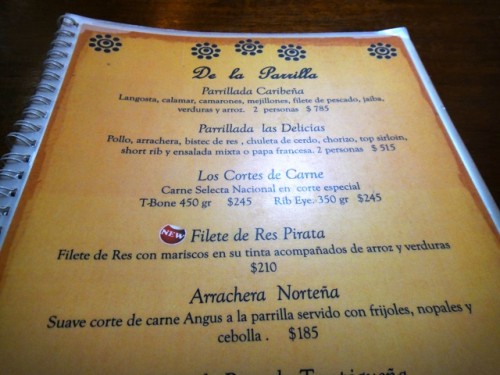 De la Parrilla
Parrillada Caribeña
Langosta, calamar, camarones, mejillones, filete de pescado, jaiba,
verduras y arroz. 2 personas $ 785
Parrillada las Delicias
Pollo, arrachera, bistec de res , chuleta de cerdo, chorizo, top sirloin,
short rib y ensalada mixta o papa francesa. 2 personas $ 515
Los Cortes de Carne
Carne Selecta Nacional en corte especial
T-Bone 450 gr $245 Rib Eye. 350 gr $245
NEW Filete de Res Pirata
Filete de Res con mariscos en su tinta acompañados de arroz y verduras
$210
Arrachera Norteña
Suave corte de carne Angus a la parrilla servido con frijoles, nopales y
cebolla . $185